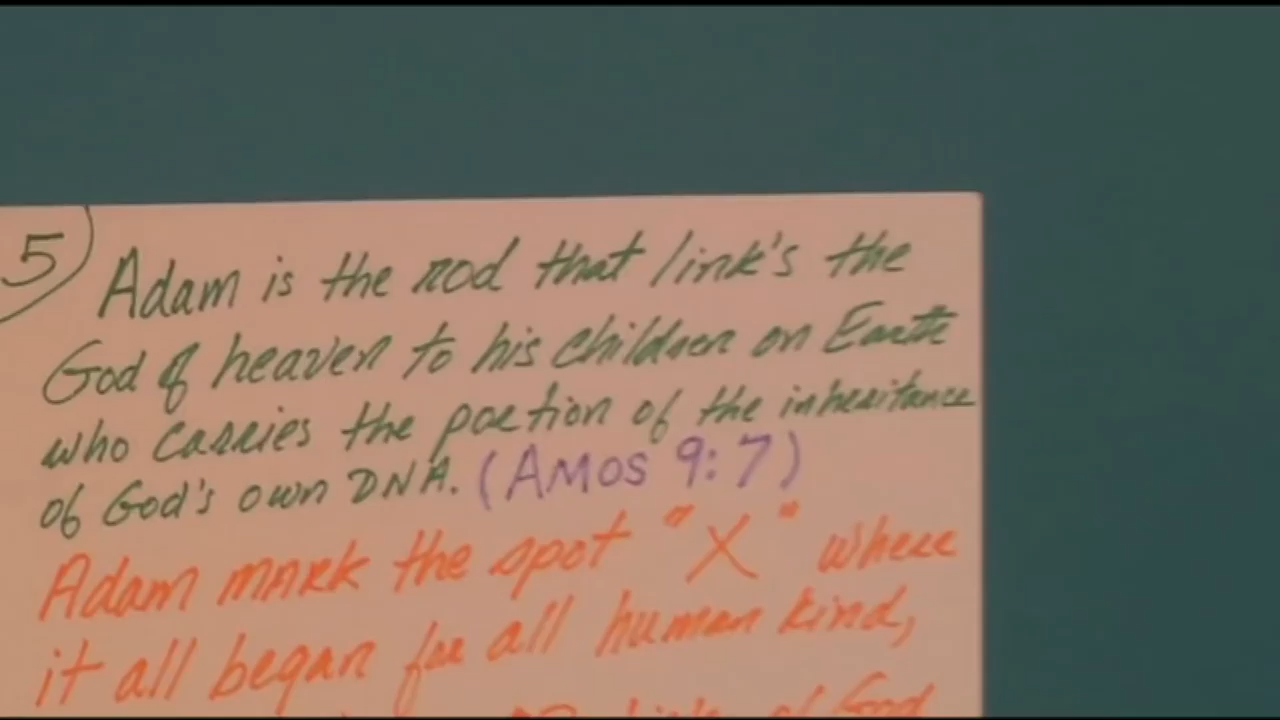 5) Adam is the rod that link's the
God of heaven to his children on Earth
who carries the portion of the inheritance
of God's own DNA. (AMOS 9:7)
Adam mark the spot "X" where
it all began for all human kind,
of God